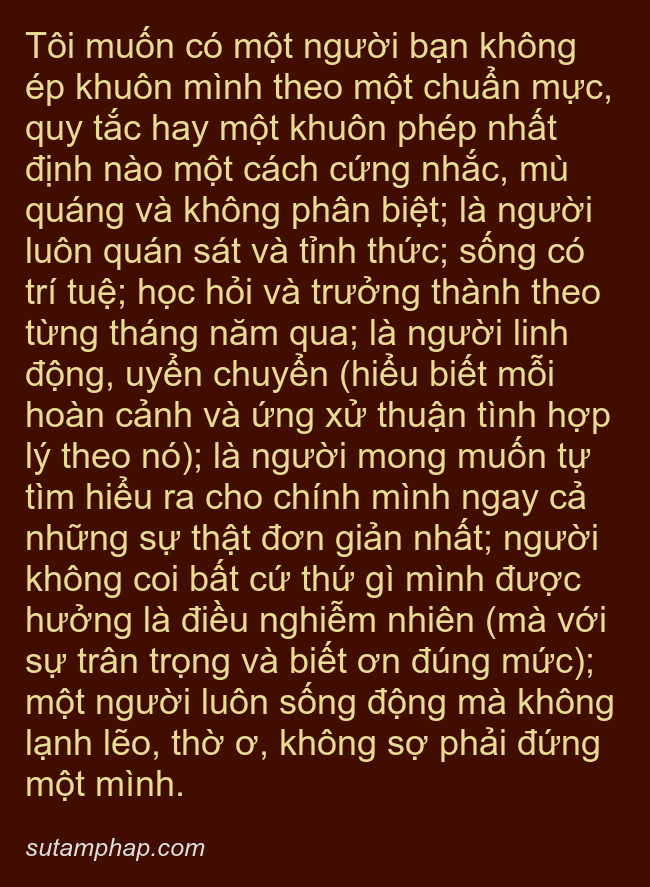 Tôi muốn có một người bạn không
ép khuôn mình theo một chuẩn mực,
quy tắc hay một khuôn phép nhất
định nào một cách cứng nhắc, mù
quáng và không phân biệt; là người
luôn quán sát và tỉnh thức; sống có
trí tuệ; học hỏi và trưởng thành theo
từng tháng năm qua; là người linh
động, uyển chuyển (hiểu biết mỗi
hoàn cảnh và ứng xử thuận tình hợp
lý theo nó); là người mong muốn tự
tìm hiểu ra cho chính mình ngay cả
những sự thật đơn giản nhất; người
không coi bất cứ thứ gì mình được
hưởng là điều nghiễm nhiên (mà với
sự trân trọng và biết ơn đúng mức);
một người luôn sống động mà không
lạnh lẽo, thờ ơ, không sợ phải đứng
một mình.
sutamphap.com